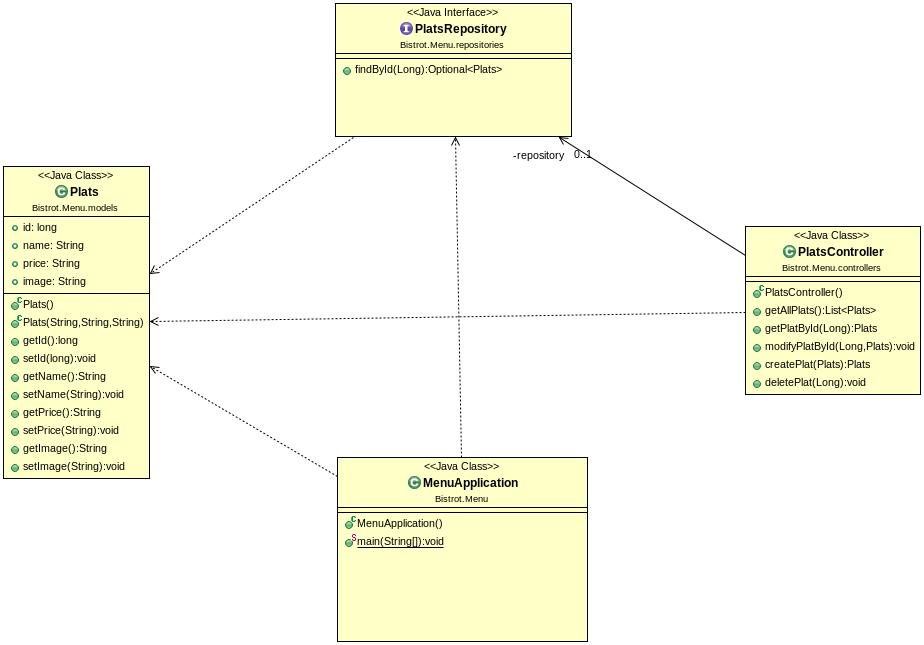 <<Java Interface>>
PlatsRepository
Bistrot.Menu.repositories
findById(Long):Optional<Plats>
-repository 0..1
<<Java Class>>
Plats
Bistrot.Menu.models
id: long
name: String
price: String
image: String
Plats()
Plats(String,String,String)
getId():long
setId(long):void
getName():String
setName(String):void
getPrice():String
setPrice(String):void
getImage():String
setImage(String):void
<<Java Class>>
PlatsController
Bistrot.Menu.controllers
PlatsController()
getAllPlats():List<Plats>
getPlatById(Long):Plats
modifyPlatById(Long,Plats):void
createPlat(Plats):Plats
deletePlat(Long):void
<<Java Class>>
MenuApplication
Bistrot.Menu
MenuApplication()
main(String[]):void